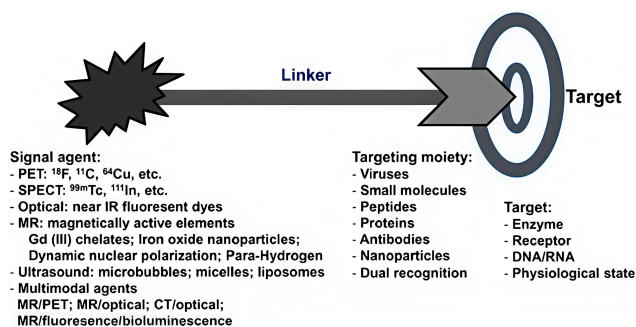 Linker
Target
Signal agent:
- PET: ¹⁸F, ¹¹C, ⁶⁴Cu, etc.
- SPECT: ⁹⁹ᵐTc, ¹¹¹In, etc.
- Optical: near IR fluoresent dyes
- MR: magnetically active elements
Gd (III) chelates; Iron oxide nanoparticles;
Dynamic nuclear polarization; Para-Hydrogen
- Ultrasound: microbubbles; micelles; liposomes
- Multimodal agents
MR/PET; MR/optical; CT/optical;
MR/fluoresence/bioluminescence
Targeting moiety:
- Viruses
- Small molecules
- Peptides
- Proteins
- Antibodies
- Nanoparticles
- Dual recognition
Target:
- Enzyme
- Receptor
- DNA/RNA
- Physiological state